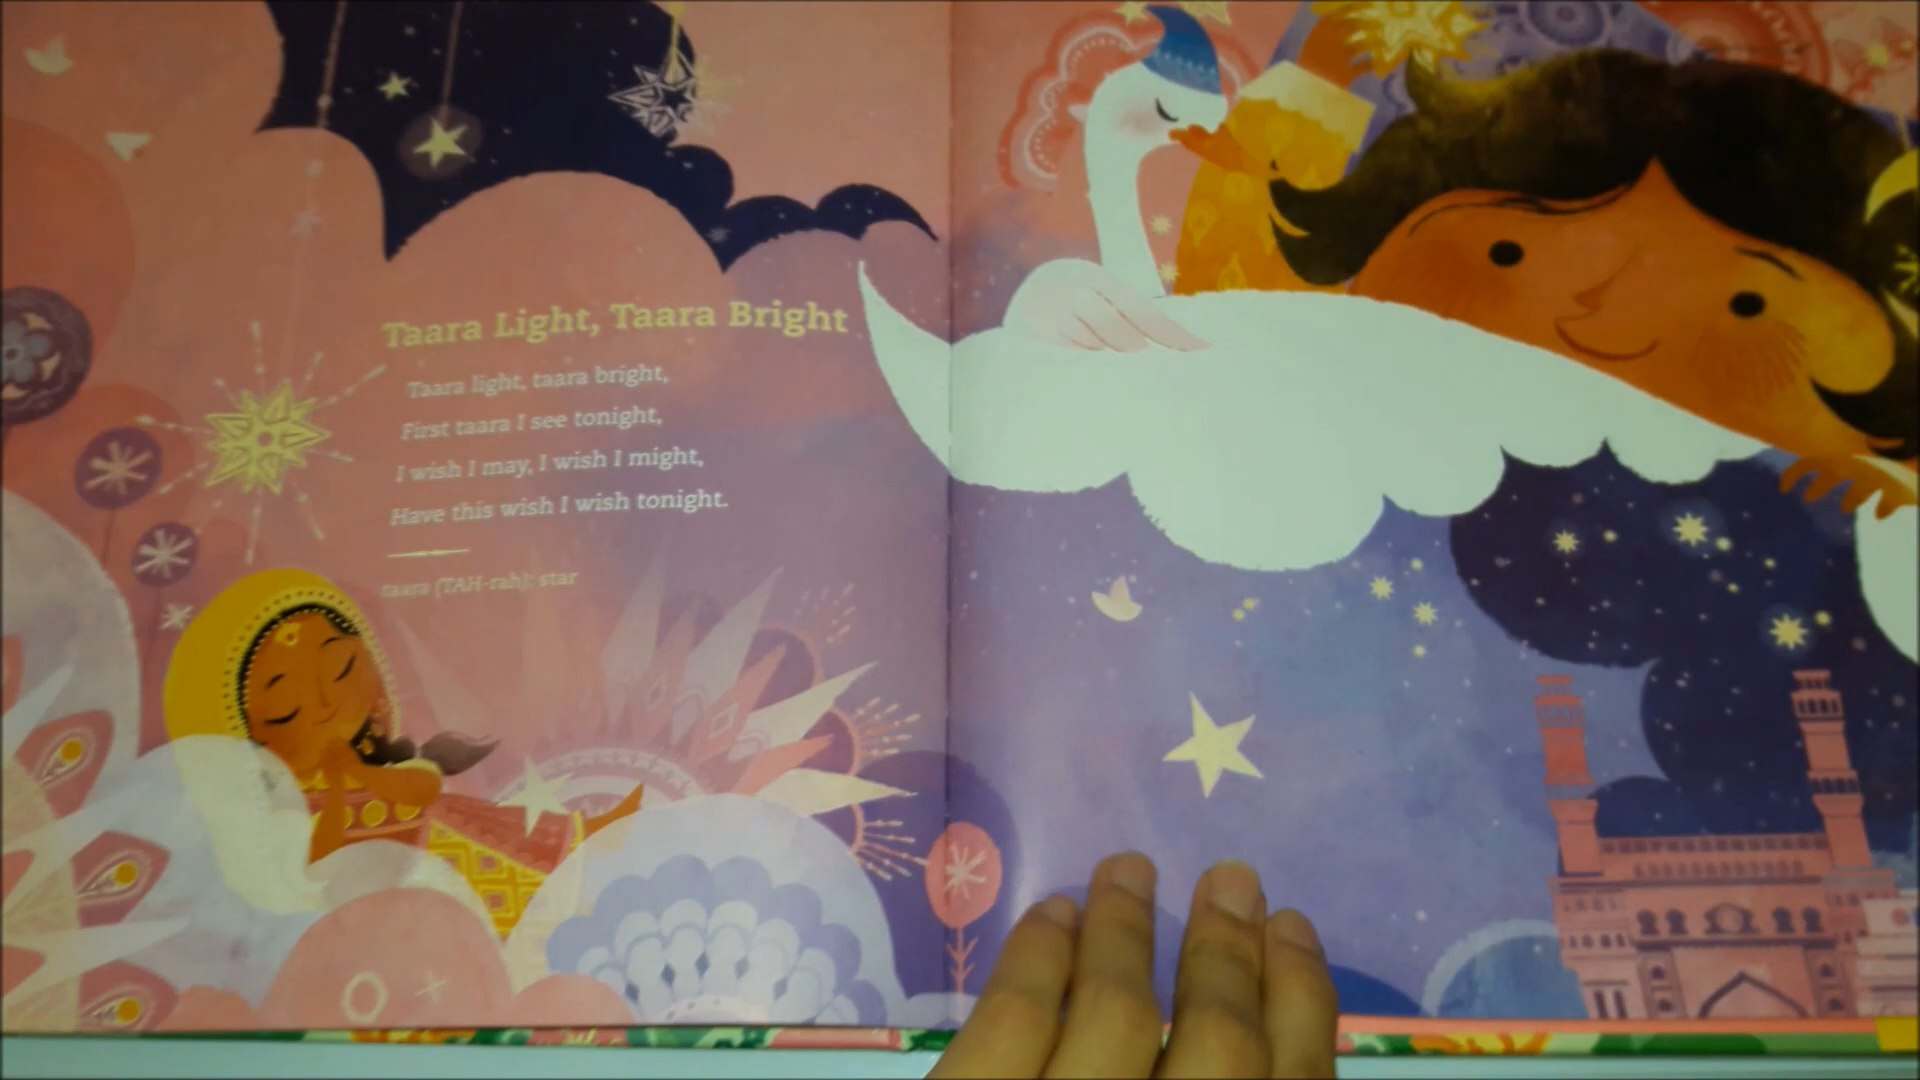 Taara Light, Taara Bright
Taara light, taara bright,
First taara I see tonight,
I wish I may, I wish I might,
Have this wish I wish tonight.
taara (TAH-rah): star